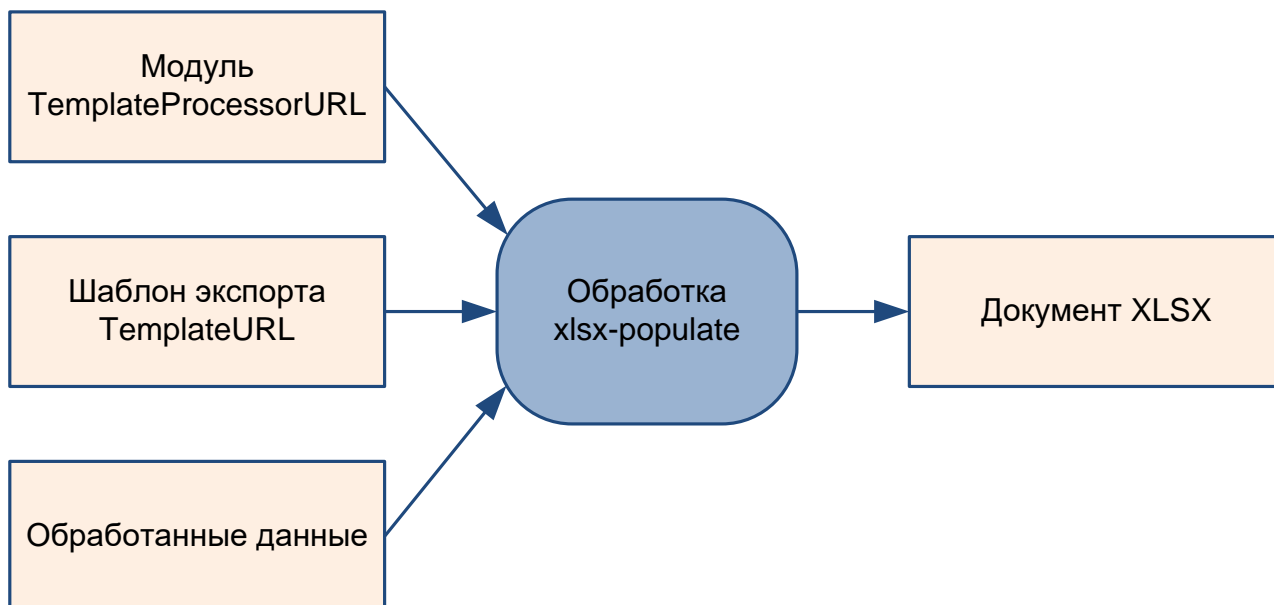 Модуль
TemplateProcessorURL
Шаблон экспорта
TemplateURL
Обработанные данные
Обработка
xlsx-populate
Документ XLSX